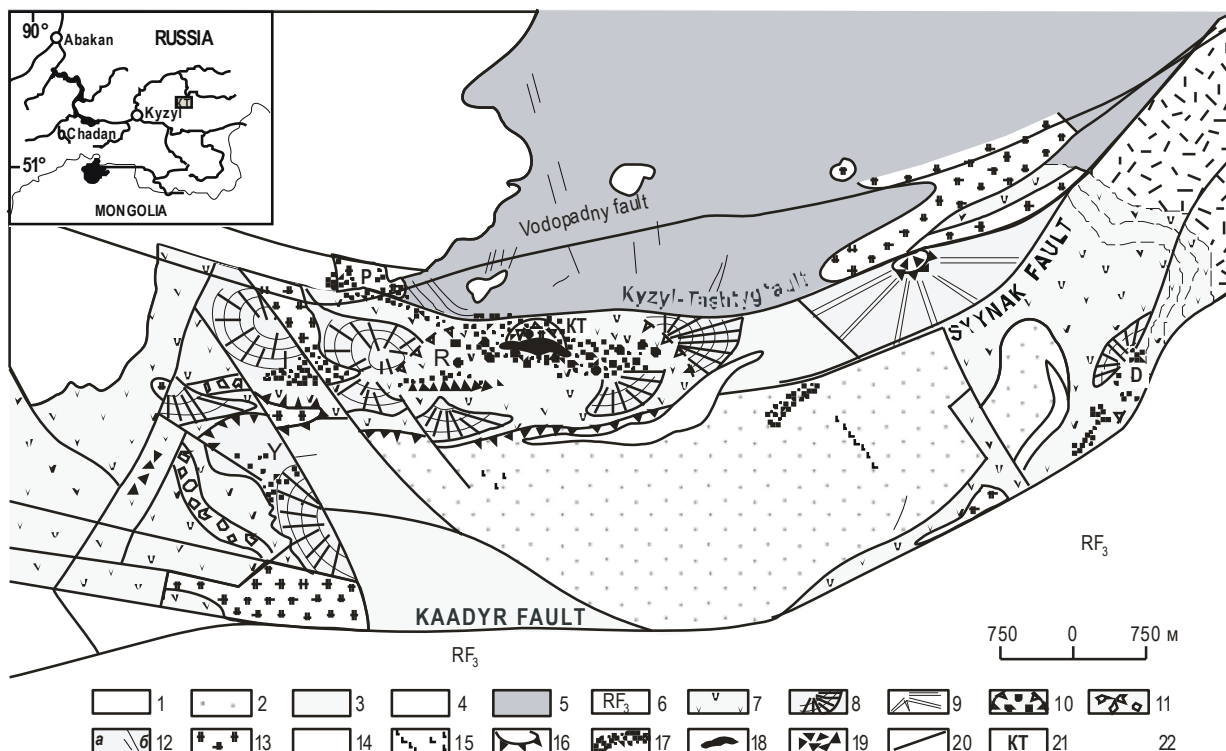 90°
Abakan
RUSSIA
KT
Kyzyl
Chadan
51°
MONGOLIA
Vodopadny fault
Kyzyl-Tashtyg fault
P
KT
R
SYYNAK FAULT
D
Y
RF3
KAADYR FAULT
RF3
750 0 750 м
1 2 3 4 5 RF3 6 7 8 9 10 11
а б 12 13 14 15 16 17 18 19 20 KT 21 22